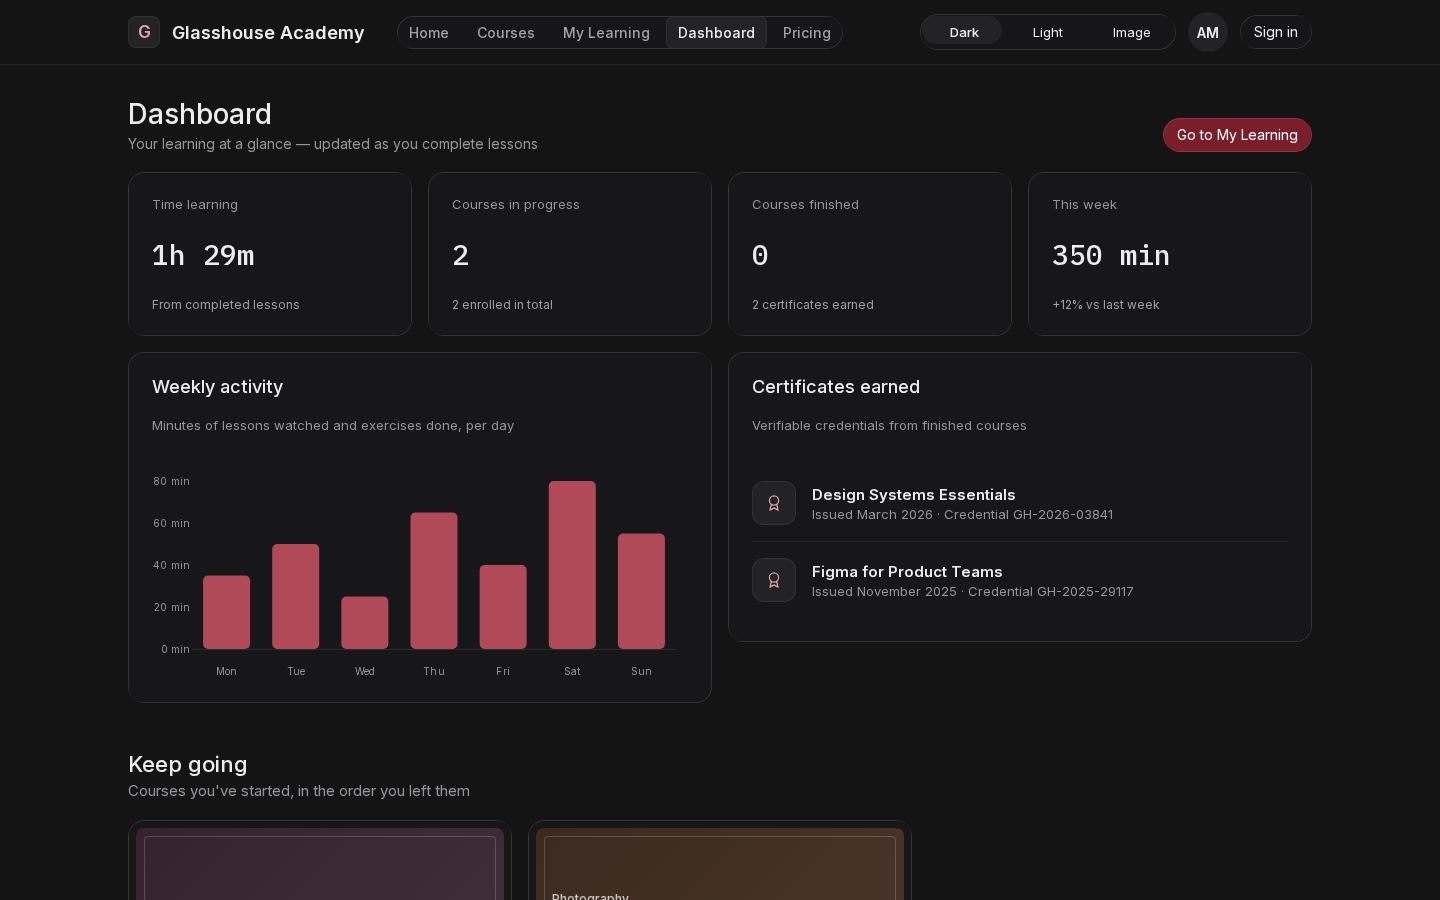 G Glasshouse Academy Home Courses My Learning Dashboard Pricing Dark Light Image AM Sign in
Dashboard
Your learning at a glance — updated as you complete lessons
Go to My Learning
Time learning
1h 29m
From completed lessons
Courses in progress
2
2 enrolled in total
Courses finished
0
2 certificates earned
This week
350 min
+12% vs last week
Weekly activity
Minutes of lessons watched and exercises done, per day
80 min
60 min
40 min
20 min
0 min
Mon Tue Wed Thu Fri Sat Sun
Certificates earned
Verifiable credentials from finished courses
Design Systems Essentials
Issued March 2026 · Credential GH-2026-03841
Figma for Product Teams
Issued November 2025 · Credential GH-2025-29117
Keep going
Courses you've started, in the order you left them
Photography